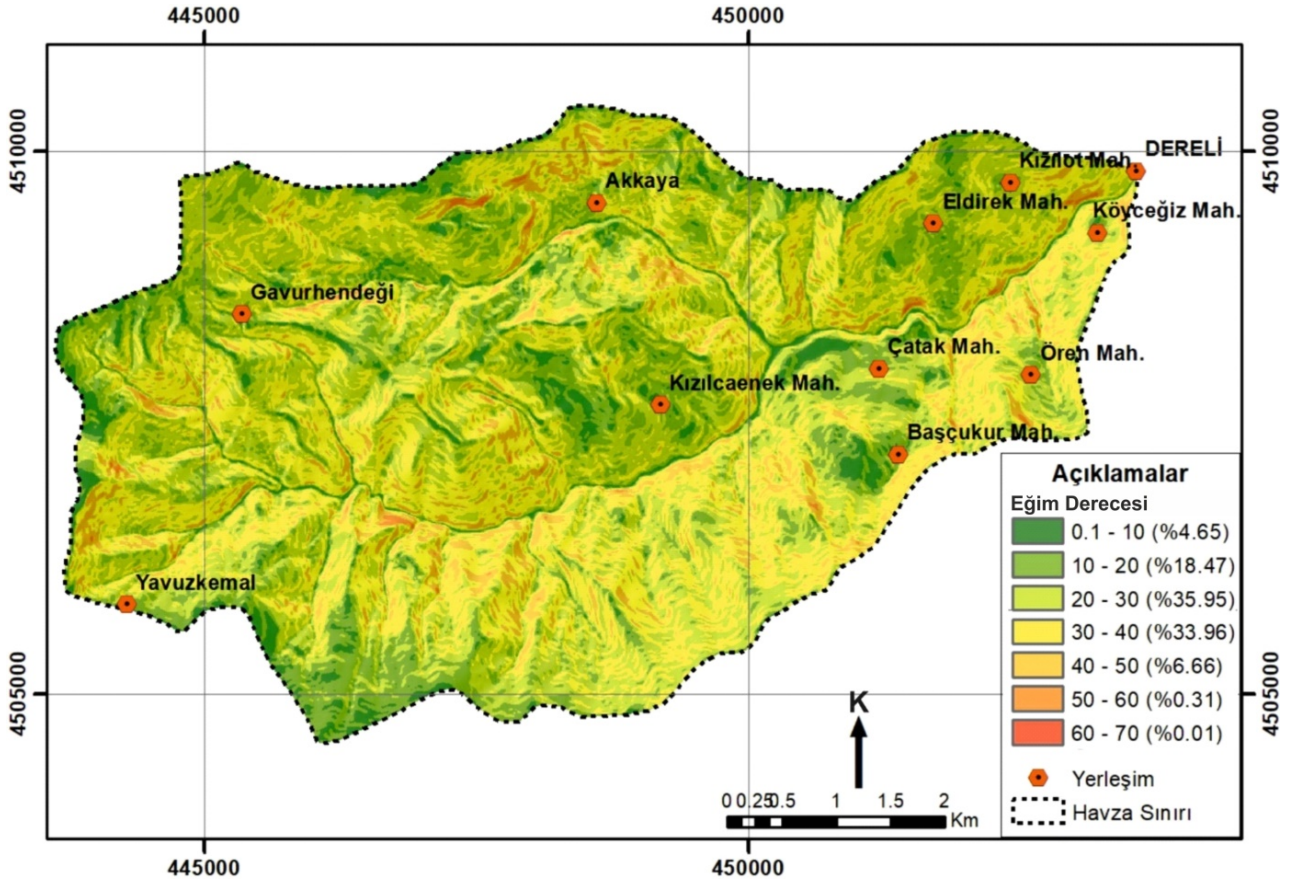 445000 450000
4510000 4510000
Kızılot Mah. DERELİ
Akkaya
Eldirek Mah. Köyceğiz Mah.
Gavurhendeği
Çatak Mah. Ören Mah.
Kızılcaenek Mah.
Başçukur Mah.
Açıklamalar
Eğim Derecesi
0.1 - 10 (%4.65)
10 - 20 (%18.47)
20 - 30 (%35.95)
30 - 40 (%33.96)
40 - 50 (%6.66)
50 - 60 (%0.31)
60 - 70 (%0.01)
Yerleşim
Havza Sınırı
Yavuzkemal
4505000 4505000
K
0 0.25 0.5 1 1.5 2
Km
445000 450000